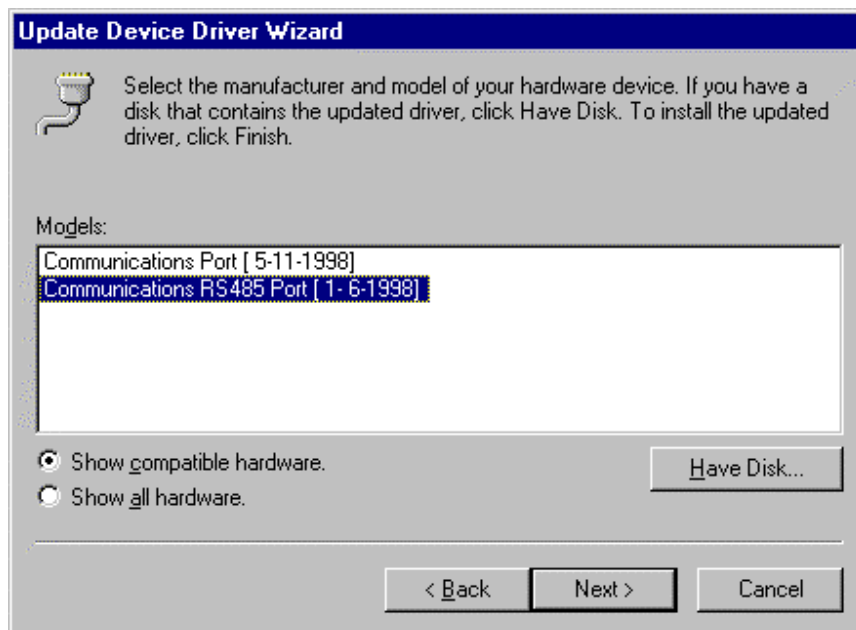 Update Device Driver Wizard
Select the manufacturer and model of your hardware device. If you have a
disk that contains the updated driver, click Have Disk. To install the updated
driver, click Finish.
Models:
Communications Port [ 5-11-1998]
Communications RS485 Port [ 1- 6-1998]
Show compatible hardware.
Have Disk...
Show all hardware.
< Back
Next >
Cancel